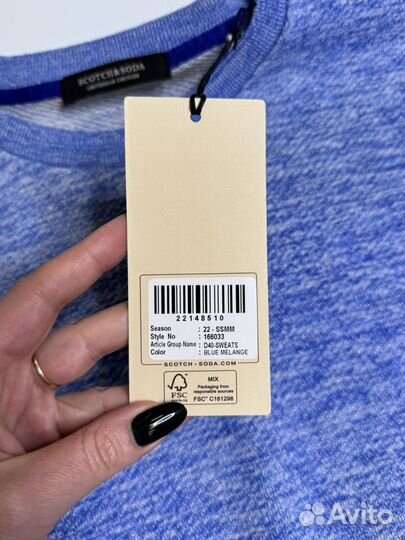 SCOTCH & SODA
AMSTERDAM COUTURE
22148510
Season : 22 - SSMM
Style No : 166033
Article Group Name : D40-SWEATS
Color : BLUE MELANGE
SCOTCH - SODA.COM
FSC
MIX
Packaging from
responsible sources
FSC® C161298
Avito